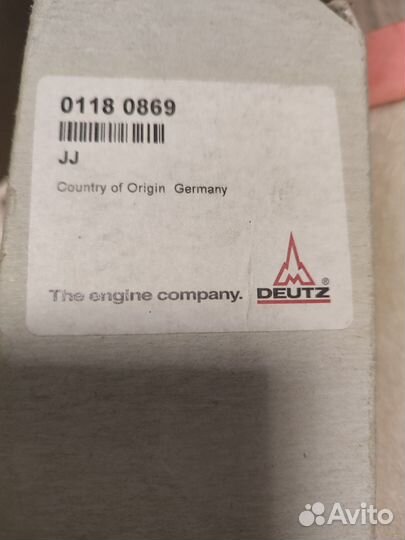 0118 0869
JJ
Country of Origin Germany
The engine company.
DEUTZ
®
Avito